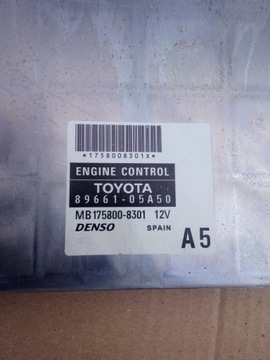 *1758008301X*
ENGINE CONTROL
TOYOTA
89661-05A50
MB175800-8301 12V
DENSO SPAIN A5